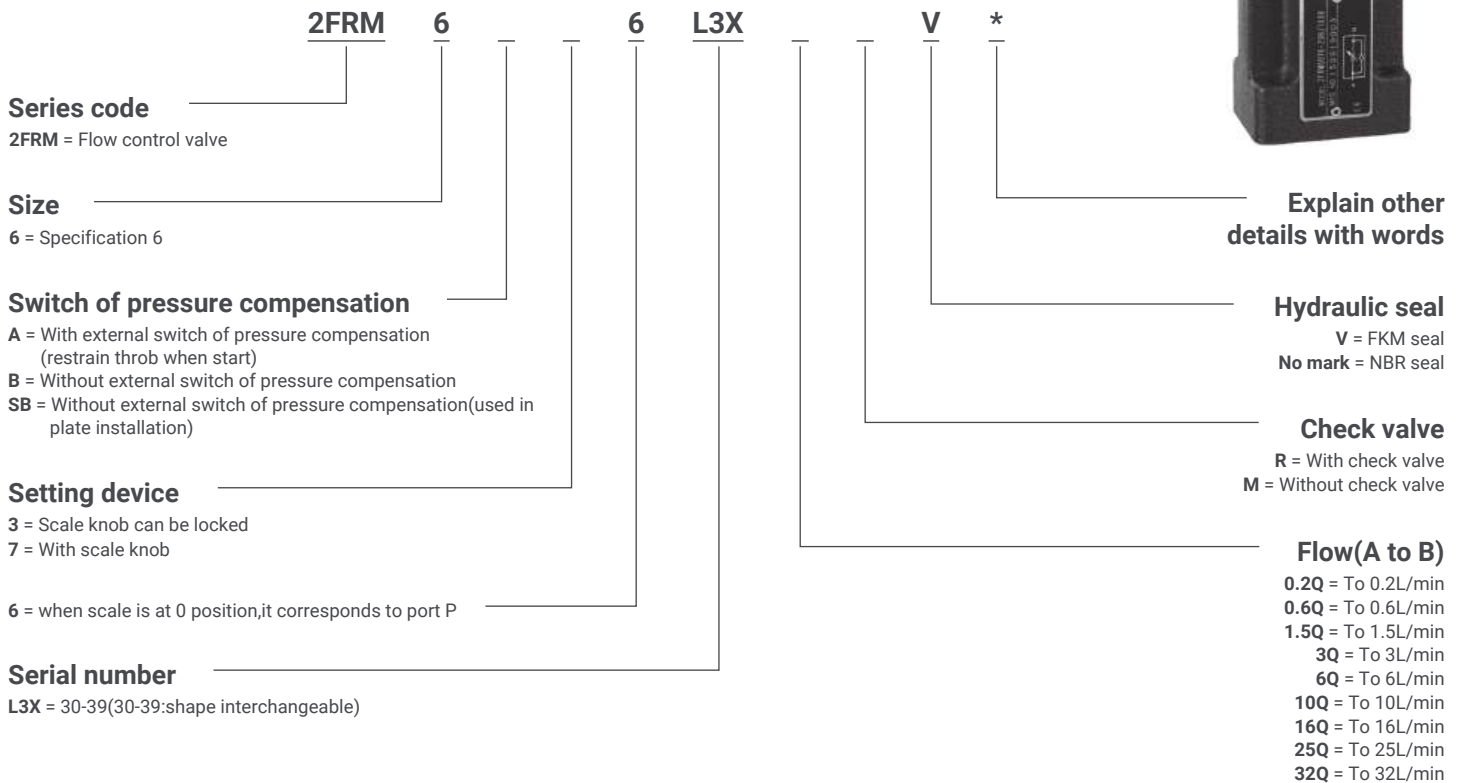 2FRM 6 _ _ 6 L3X _ _ V *
Series code
2FRM = Flow control valve
Size
6 = Specification 6
Switch of pressure compensation
A = With external switch of pressure compensation
(restrain throb when start)
B = Without external switch of pressure compensation
SB = Without external switch of pressure compensation(used in
plate installation)
Setting device
3 = Scale knob can be locked
7 = With scale knob
6 = when scale is at 0 position,it corresponds to port P
Serial number
L3X = 30-39(30-39:shape interchangeable)
Explain other
details with words
Hydraulic seal
V = FKM seal
No mark = NBR seal
Check valve
R = With check valve
M = Without check valve
Flow(A to B)
0.2Q = To 0.2L/min
0.6Q = To 0.6L/min
1.5Q = To 1.5L/min
3Q = To 3L/min
6Q = To 6L/min
10Q = To 10L/min
16Q = To 16L/min
25Q = To 25L/min
32Q = To 32L/min